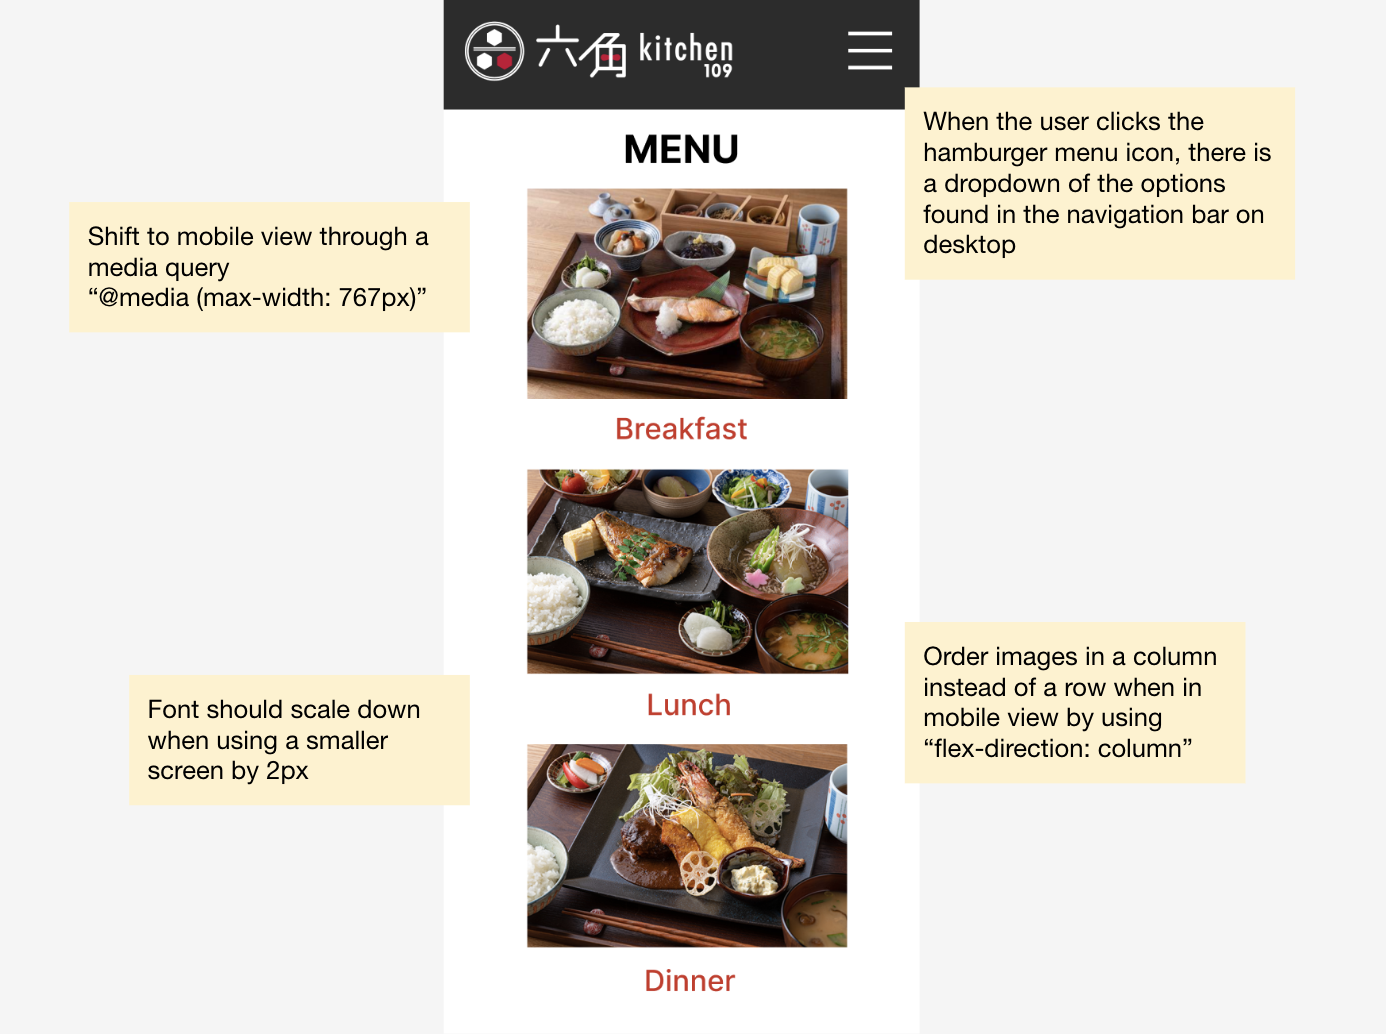 六角 kitchen
109
MENU
When the user clicks the
hamburger menu icon, there is
a dropdown of the options
found in the navigation bar on
desktop
Shift to mobile view through a
media query
“@media (max-width: 767px)”
Breakfast
Order images in a column
instead of a row when in
mobile view by using
“flex-direction: column”
Lunch
Font should scale down
when using a smaller
screen by 2px
Dinner